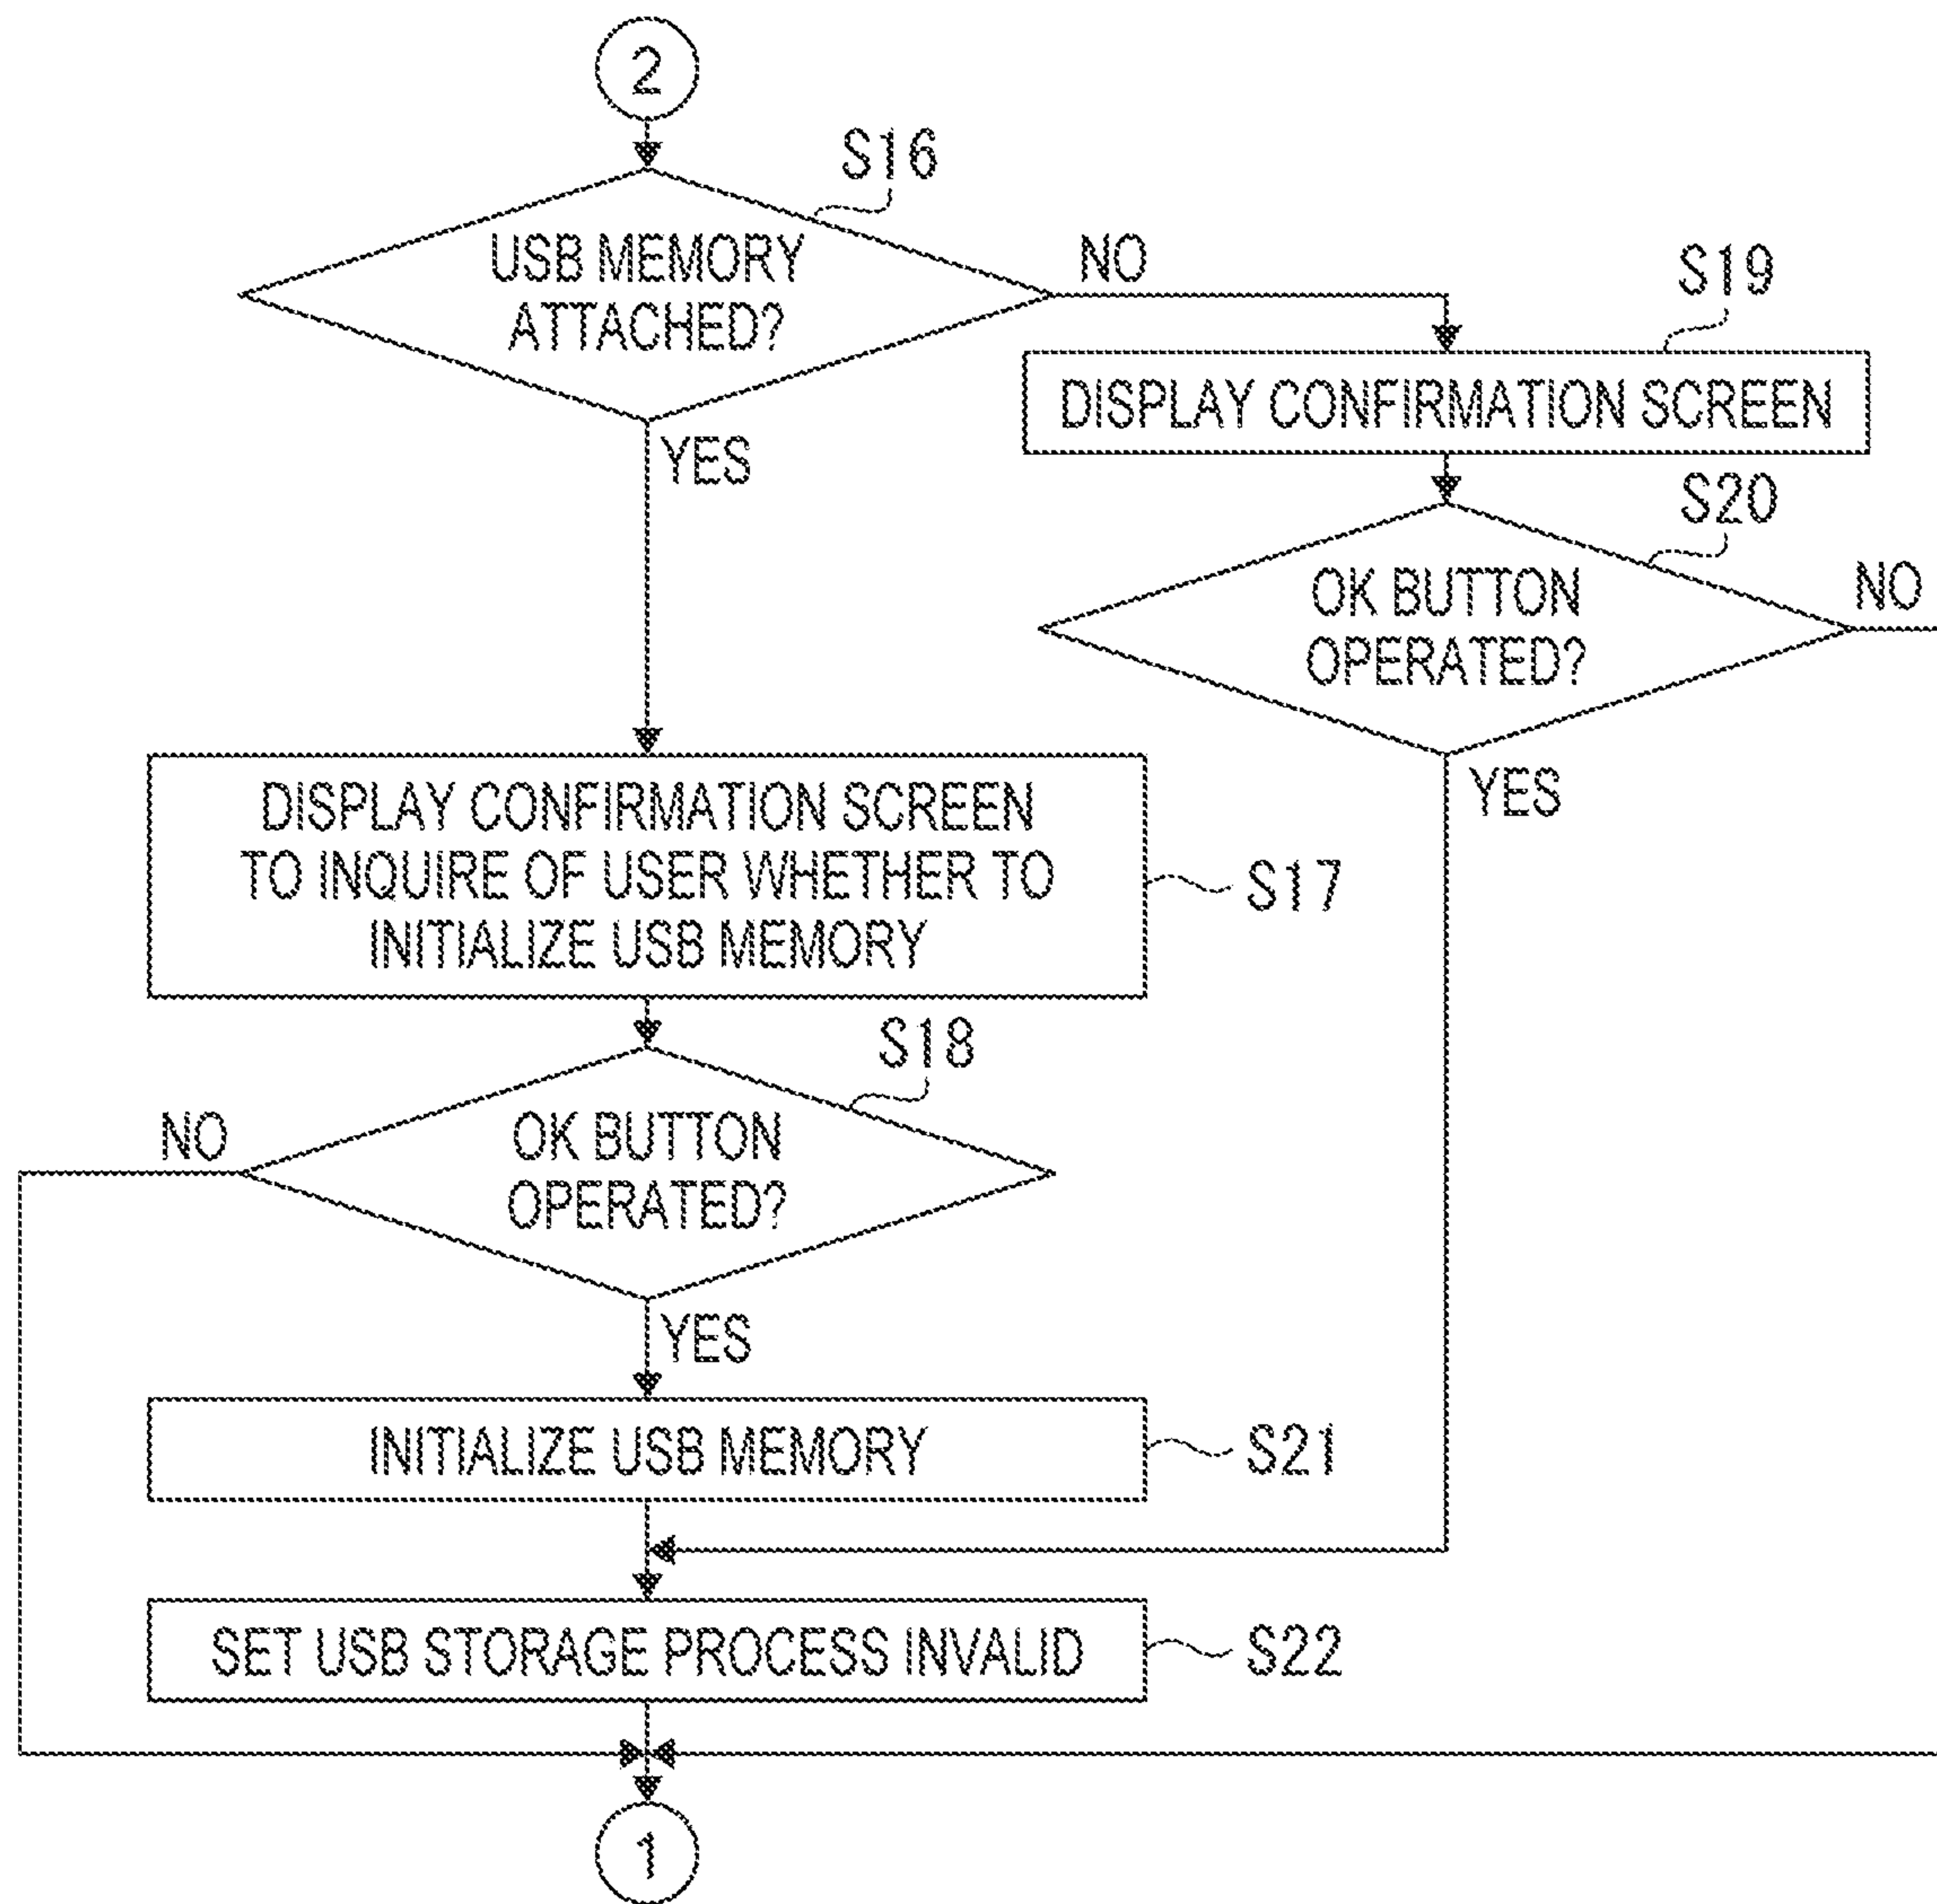 2
S16
USB MEMORY
ATTACHED?
NO
YES
S19
DISPLAY CONFIRMATION SCREEN
S20
OK BUTTON
OPERATED?
NO
YES
DISPLAY CONFIRMATION SCREEN
TO INQUIRE OF USER WHETHER TO
INITIALIZE USB MEMORY
S17
S18
OK BUTTON
OPERATED?
NO
YES
INITIALIZE USB MEMORY
S21
SET USB STORAGE PROCESS INVALID
S22
1